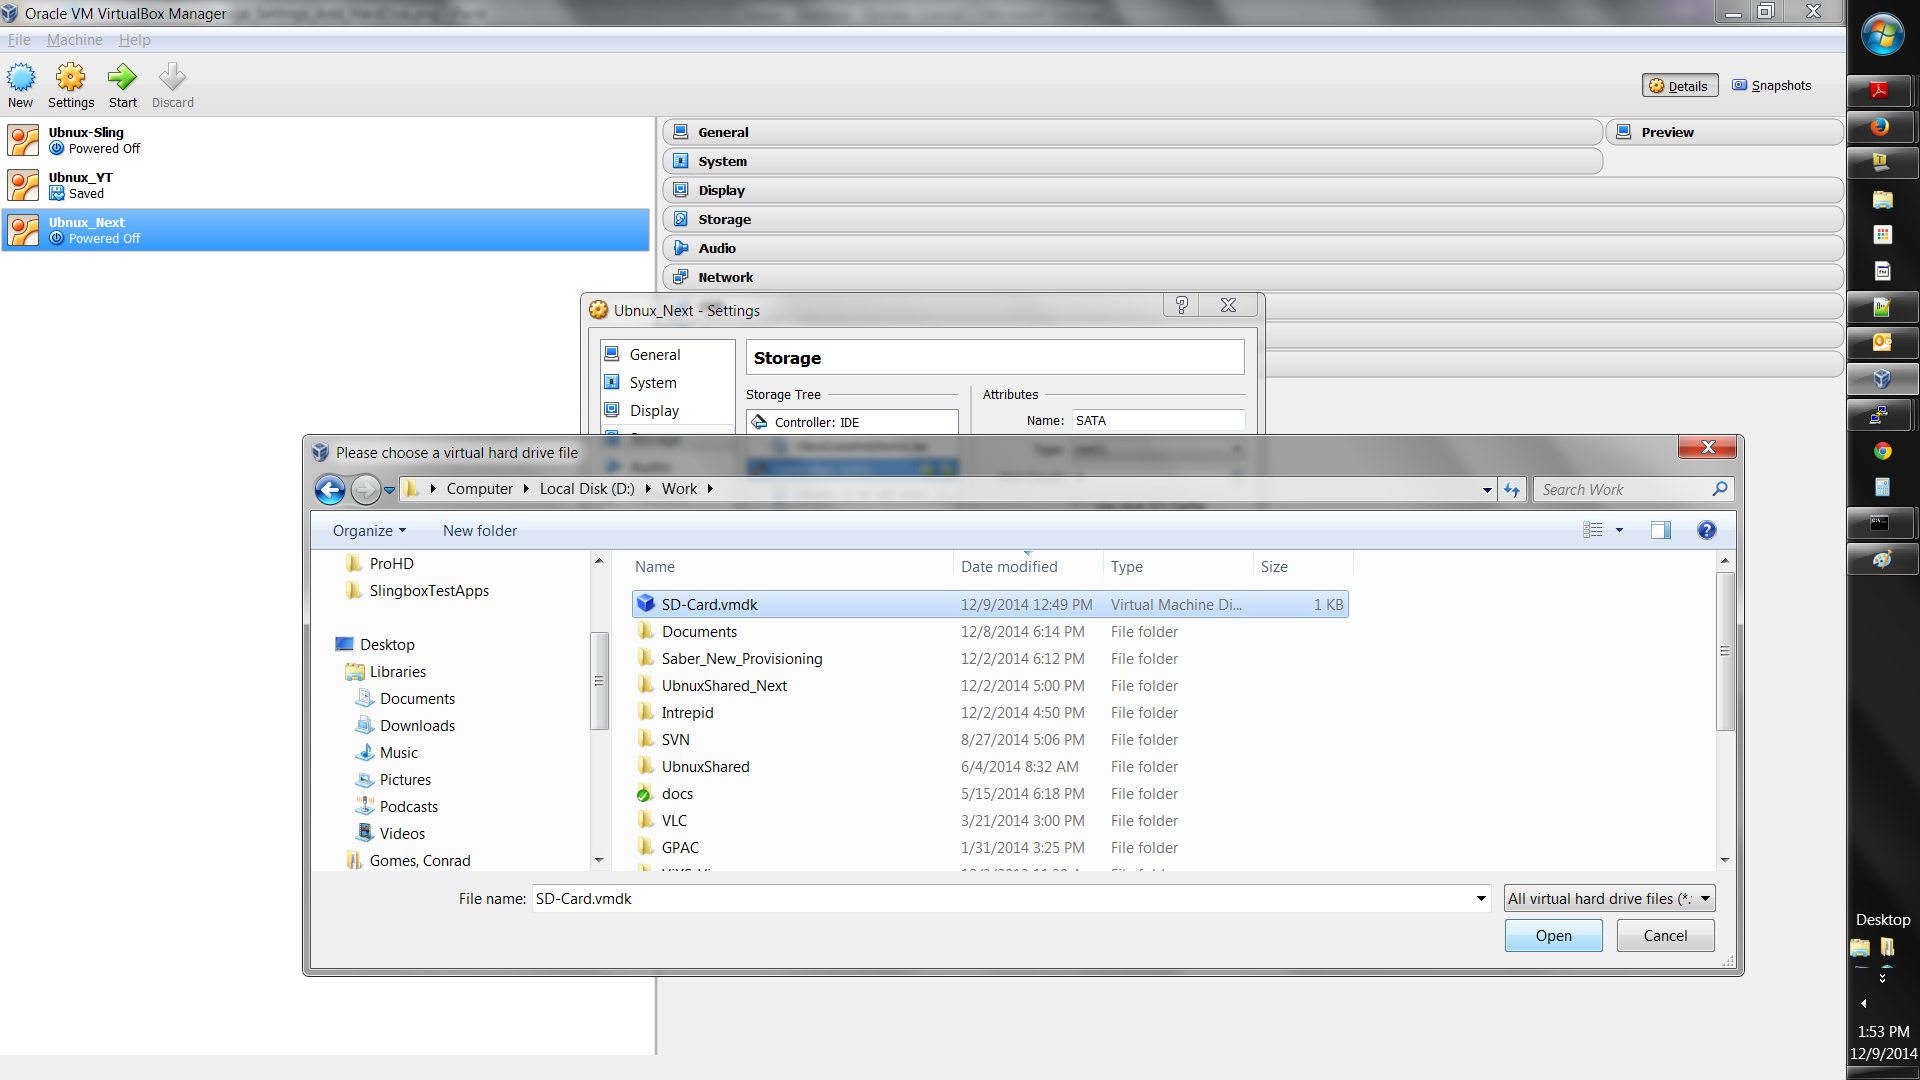 Oracle VM VirtualBox Manager
File Machine Help
New Settings Start Discard
Details Snapshots
Ubnux-Sling
Powered Off
Ubnux_YT
Saved
Ubnux_Next
Powered Off
General
System
Display
Storage
Audio
Network
Preview
Ubnux_Next - Settings
General
System
Display
Storage
Storage Tree
Controller: IDE
Attributes
Name: SATA
Please choose a virtual hard drive file
Computer Local Disk (D:) Work
Search Work
Organize New folder
ProHD
SlingboxTestApps
Desktop
Libraries
Documents
Downloads
Music
Pictures
Podcasts
Videos
Gomes, Conrad
Name Date modified Type Size
SD-Card.vmdk 12/9/2014 12:49 PM Virtual Machine Di... 1 KB
Documents 12/8/2014 6:14 PM File folder
Saber_New_Provisioning 12/2/2014 6:12 PM File folder
UbnuxShared_Next 12/2/2014 5:00 PM File folder
Intrepid 12/2/2014 4:50 PM File folder
SVN 8/27/2014 5:06 PM File folder
UbnuxShared 6/4/2014 8:32 AM File folder
docs 5/15/2014 6:18 PM File folder
VLC 3/21/2014 3:00 PM File folder
GPAC 1/31/2014 3:25 PM File folder
File name: SD-Card.vmdk
All virtual hard drive files (*.
Open Cancel
Desktop
1:53 PM
12/9/2014